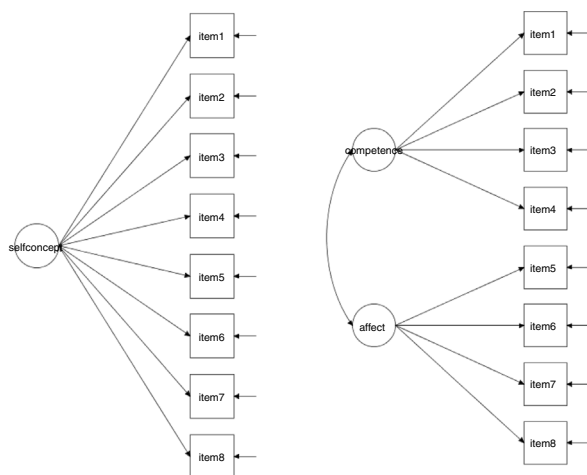 item1
item2
item3
selfconcept
item4
item5
item6
item7
item8
item1
item2
competence
item3
item4
item5
affect
item6
item7
item8